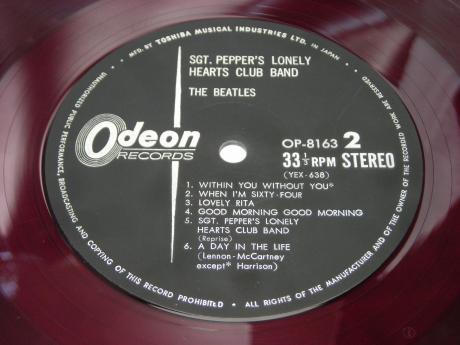 MFD. BY TOSHIBA MUSICAL INDUSTRIES LTD. IN JAPAN
SGT. PEPPER'S LONELY
HEARTS CLUB BAND
THE BEATLES
Odeon
RECORDS
OP-8163 2
33⅓ RPM STEREO
(YEX-638)
1. WITHIN YOU WITHOUT YOU*
2. WHEN I'M SIXTY-FOUR
3. LOVELY RITA
4. GOOD MORNING GOOD MORNING
5. SGT. PEPPER'S LONELY
HEARTS CLUB BAND
(Reprise)
6. A DAY IN THE LIFE
(Lennon-McCartney
except* Harrison)
ALL RIGHTS OF THE MANUFACTURER AND OF THE OWNER OF THE RECORDED WORK ARE RESERVED.
UNAUTHORISED PUBLIC PERFORMANCE, BROADCASTING AND COPYING OF THIS RECORD PROHIBITED